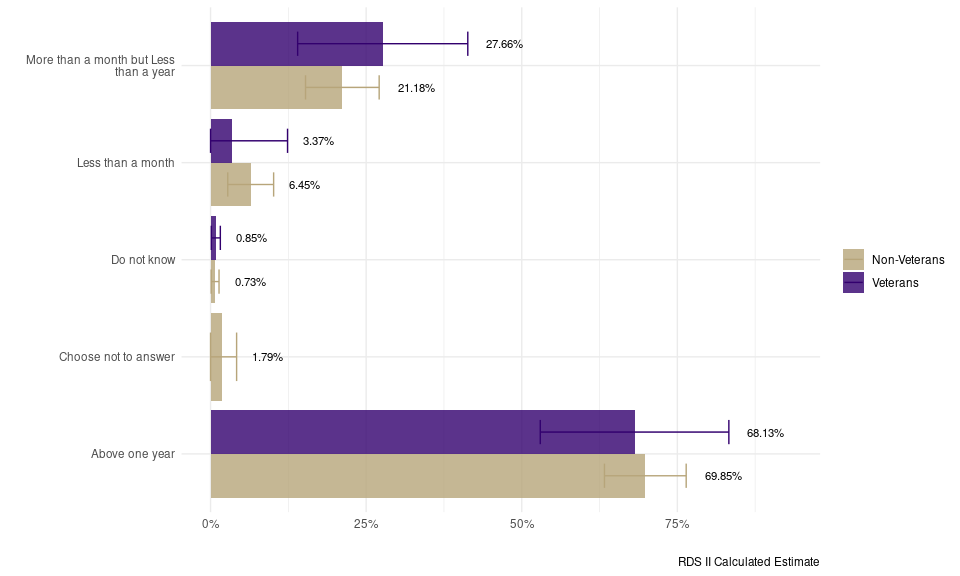 More than a month but Less
than a year
27.66%
21.18%
Less than a month
3.37%
6.45%
Do not know
0.85%
0.73%
Choose not to answer
1.79%
Above one year
68.13%
69.85%
0%
25%
50%
75%
RDS II Calculated Estimate
Non-Veterans
Veterans